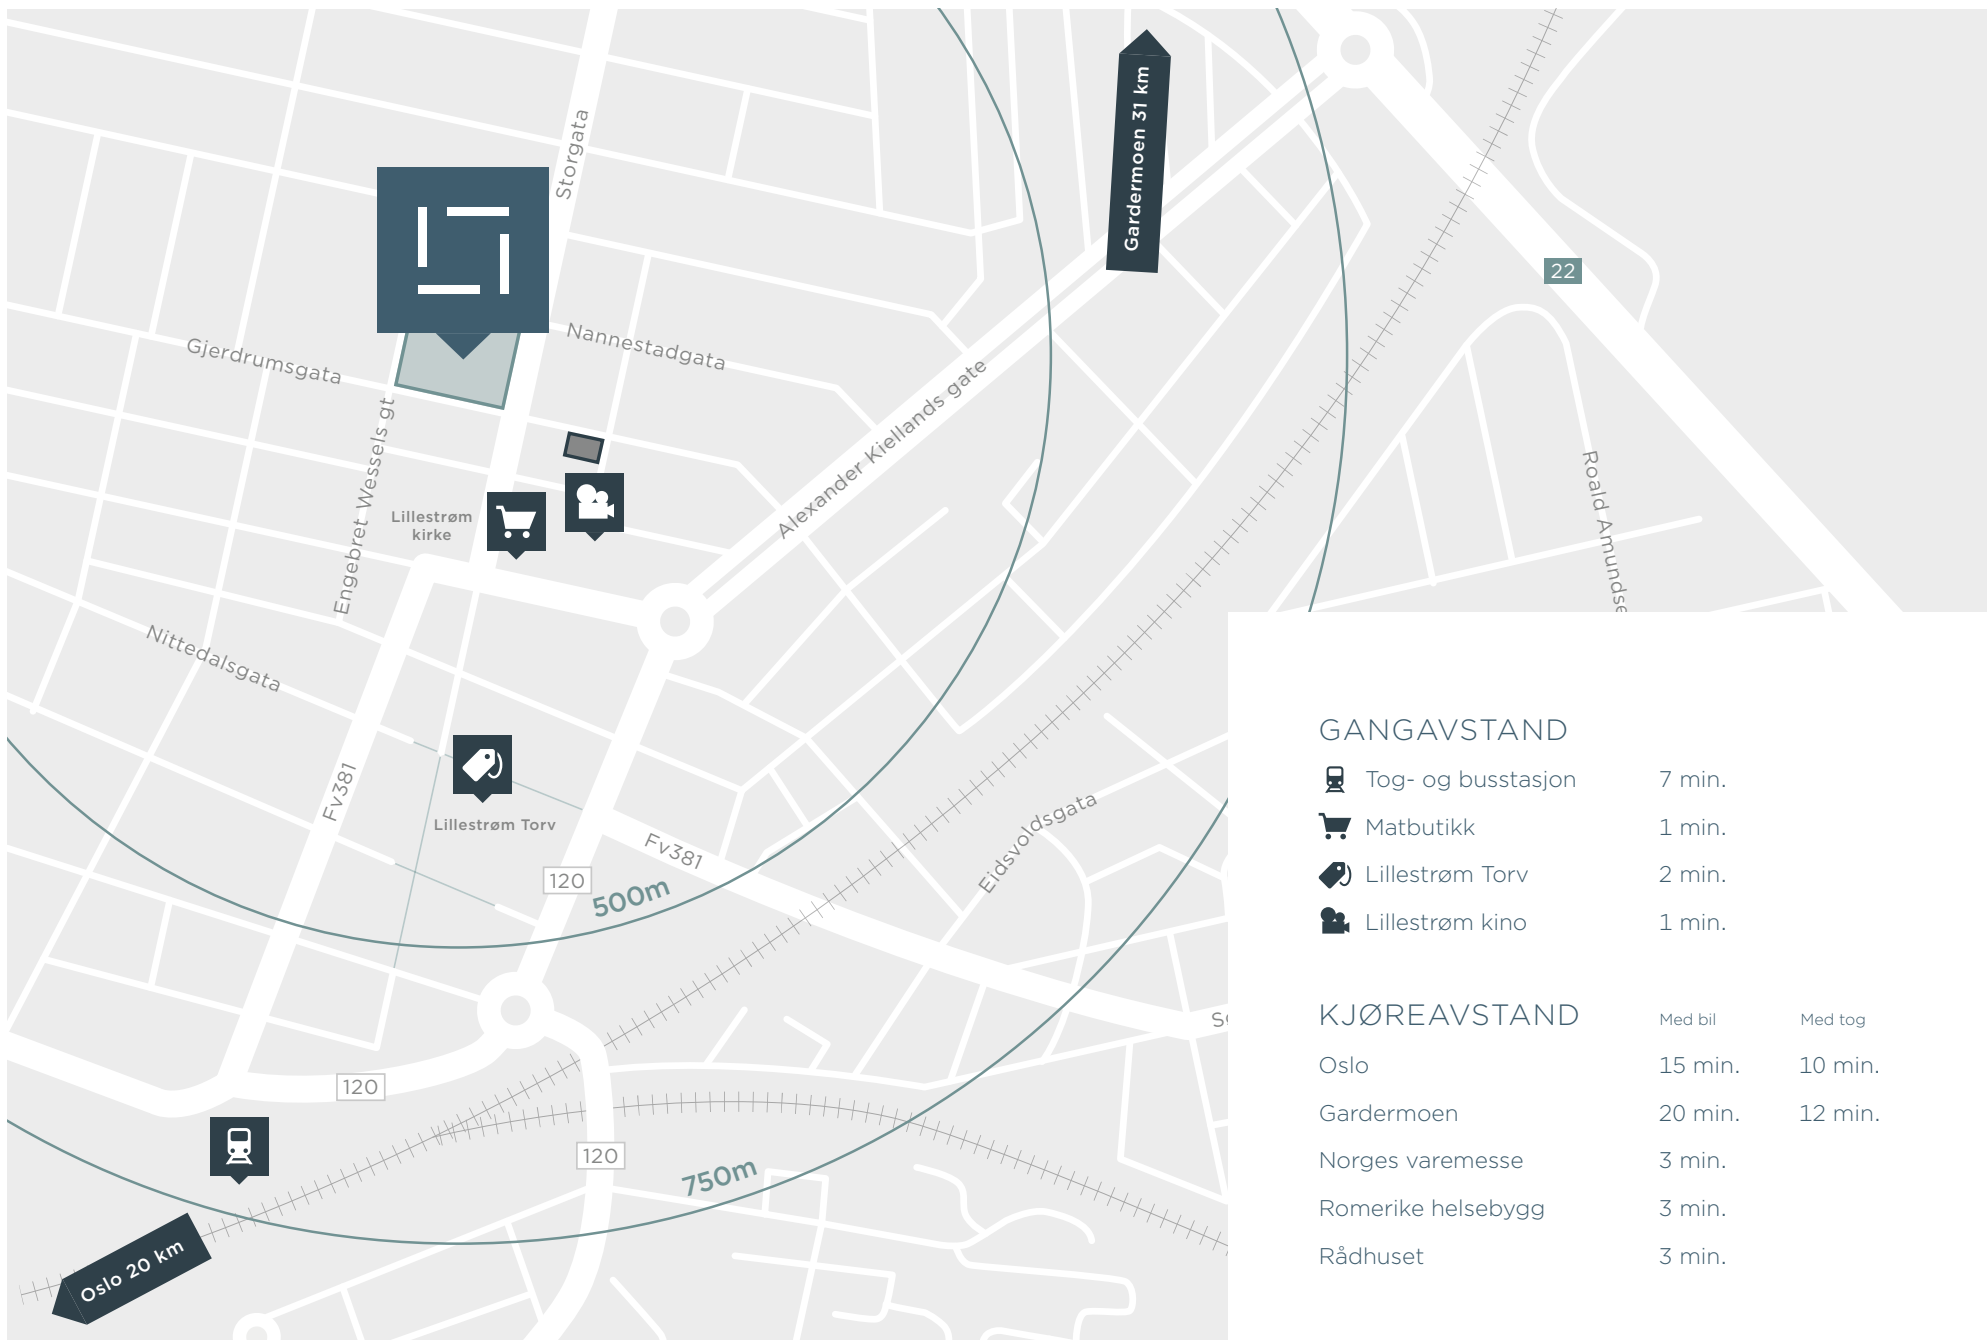 Storgata
Gardermoen 31 km
22
Gjerdrumsgata
Nannestadgata
Engebret Wessels gt
Alexander Kiellands gate
Roald Amundse
Lillestrøm
kirke
Nittedalsgata
Fv381
Lillestrøm Torv
Fv381
Eidsvoldsgata
120
500m
120
120
750m
Oslo 20 km
GANGAVSTAND
Tog- og busstasjon 7 min.
Matbutikk 1 min.
Lillestrøm Torv 2 min.
Lillestrøm kino 1 min.
KJØREAVSTAND Med bil Med tog
Oslo 15 min. 10 min.
Gardermoen 20 min. 12 min.
Norges varemesse 3 min.
Romerike helsebygg 3 min.
Rådhuset 3 min.